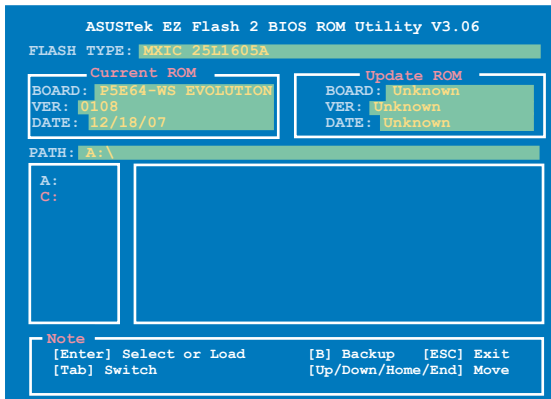 ASUSTek EZ Flash 2 BIOS ROM Utility V3.06
FLASH TYPE: MXIC 25L1605A
Current ROM
BOARD: P5E64-WS EVOLUTION
VER: 0108
DATE: 12/18/07
Update ROM
BOARD: Unknown
VER: Unknown
DATE: Unknown
PATH: A:\
A:
C:
Note
[Enter] Select or Load [B] Backup [ESC] Exit
[Tab] Switch [Up/Down/Home/End] Move